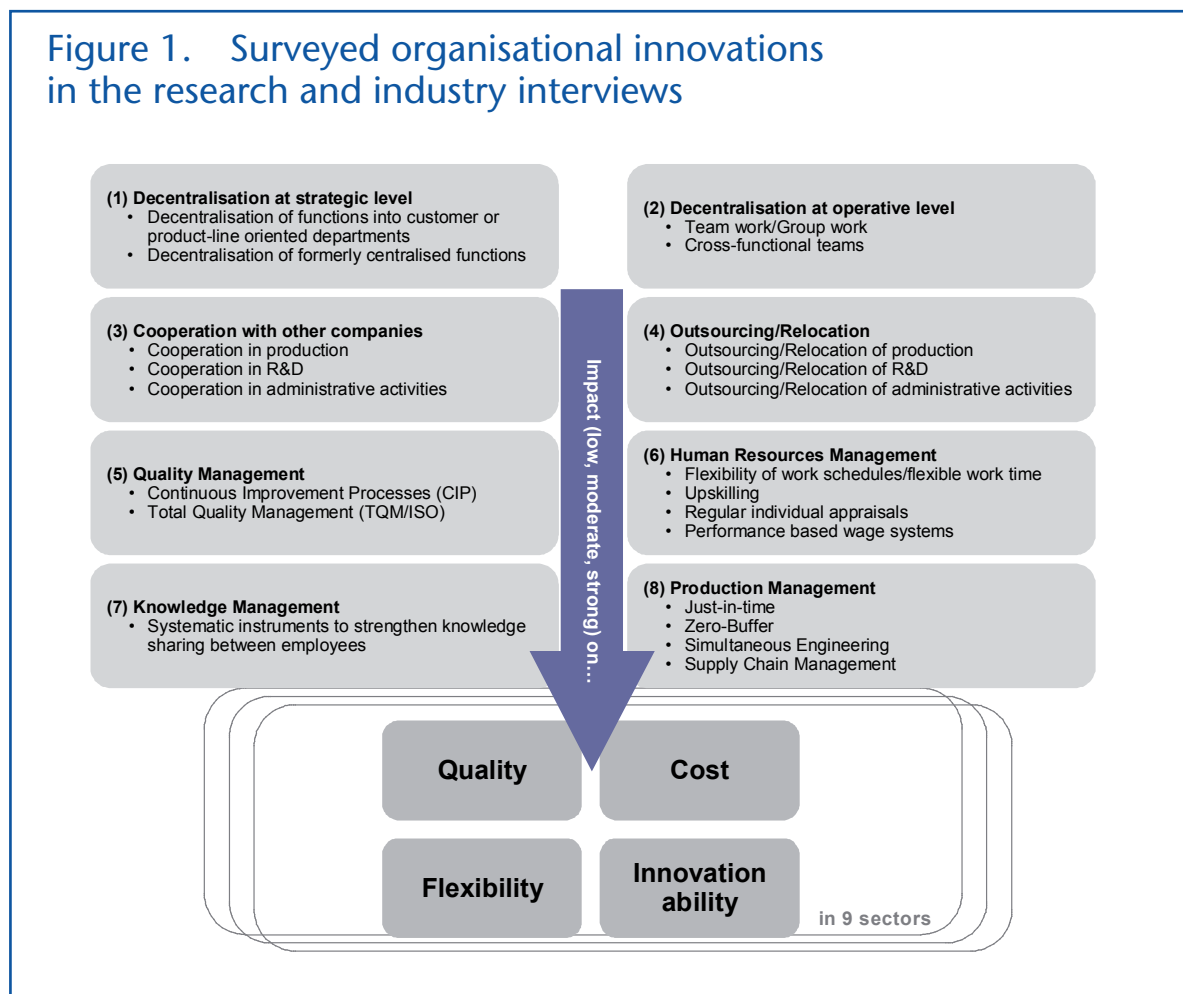 Figure 1. Surveyed organisational innovations
in the research and industry interviews
(1) Decentralisation at strategic level
• Decentralisation of functions into customer or
product-line oriented departments
• Decentralisation of formerly centralised functions
(2) Decentralisation at operative level
• Team work/Group work
• Cross-functional teams
(3) Cooperation with other companies
• Cooperation in production
• Cooperation in R&D
• Cooperation in administrative activities
(4) Outsourcing/Relocation
• Outsourcing/Relocation of production
• Outsourcing/Relocation of R&D
• Outsourcing/Relocation of administrative activities
(5) Quality Management
• Continuous Improvement Processes (CIP)
• Total Quality Management (TQM/ISO)
(6) Human Resources Management
• Flexibility of work schedules/flexible work time
• Upskilling
• Regular individual appraisals
• Performance based wage systems
(7) Knowledge Management
• Systematic instruments to strengthen knowledge
sharing between employees
(8) Production Management
• Just-in-time
• Zero-Buffer
• Simultaneous Engineering
• Supply Chain Management
Impact (low, moderate, strong) on…
Quality
Cost
Flexibility
Innovation
ability
in 9 sectors